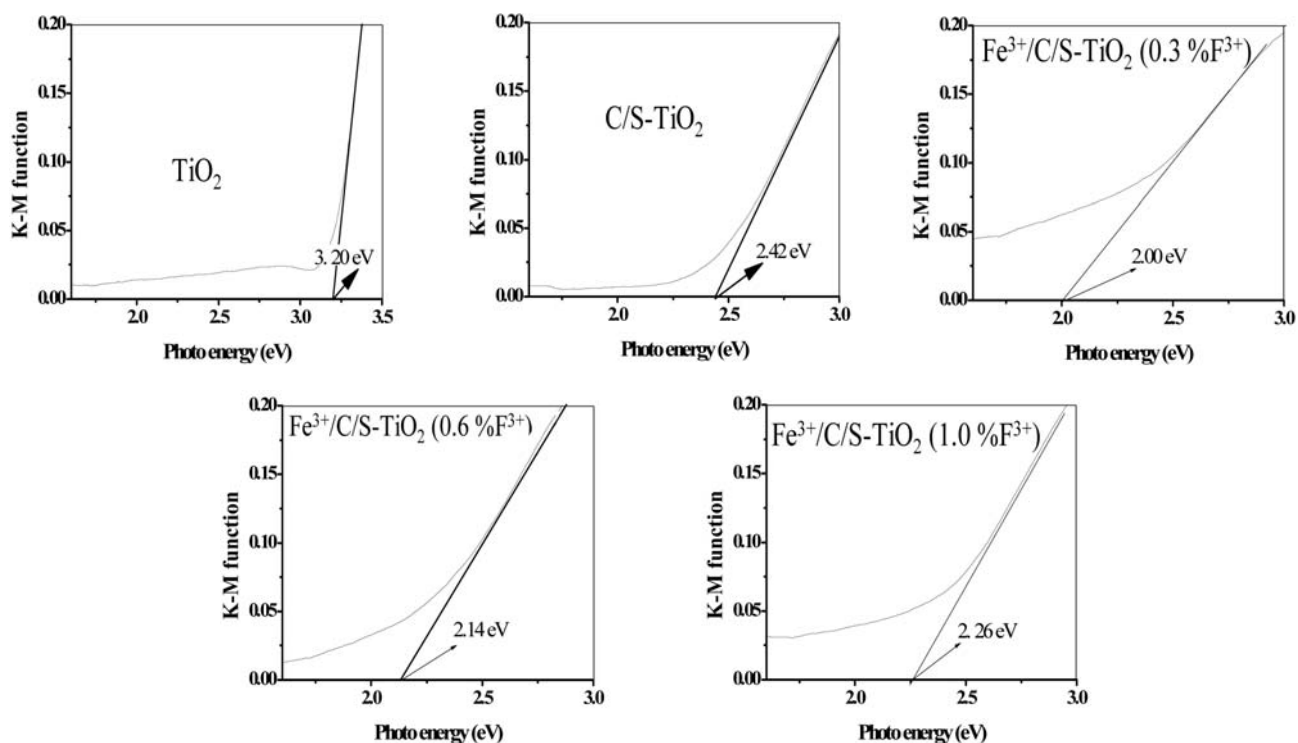 0.20
0.15
0.10
0.05
0.00
K-M function
TiO₂
3. 20 eV
2.0
2.5
3.0
3.5
Photo energy (eV)
0.20
0.15
0.10
0.05
0.00
K-M function
C/S-TiO₂
2.42 eV
2.0
2.5
3.0
Photo energy (eV)
0.20
0.15
0.10
0.05
0.00
K-M function
Fe³⁺/C/S-TiO₂ (0.3 %F³⁺)
2.00 eV
2.0
2.5
3.0
Photo energy (eV)
0.20
0.15
0.10
0.05
0.00
K-M function
Fe³⁺/C/S-TiO₂ (0.6 %F³⁺)
2.14 eV
2.0
2.5
3.0
Photo energy (eV)
0.20
0.15
0.10
0.05
0.00
K-M function
Fe³⁺/C/S-TiO₂ (1.0 %F³⁺)
2. 26 eV
2.0
2.5
3.0
Photo energy (eV)